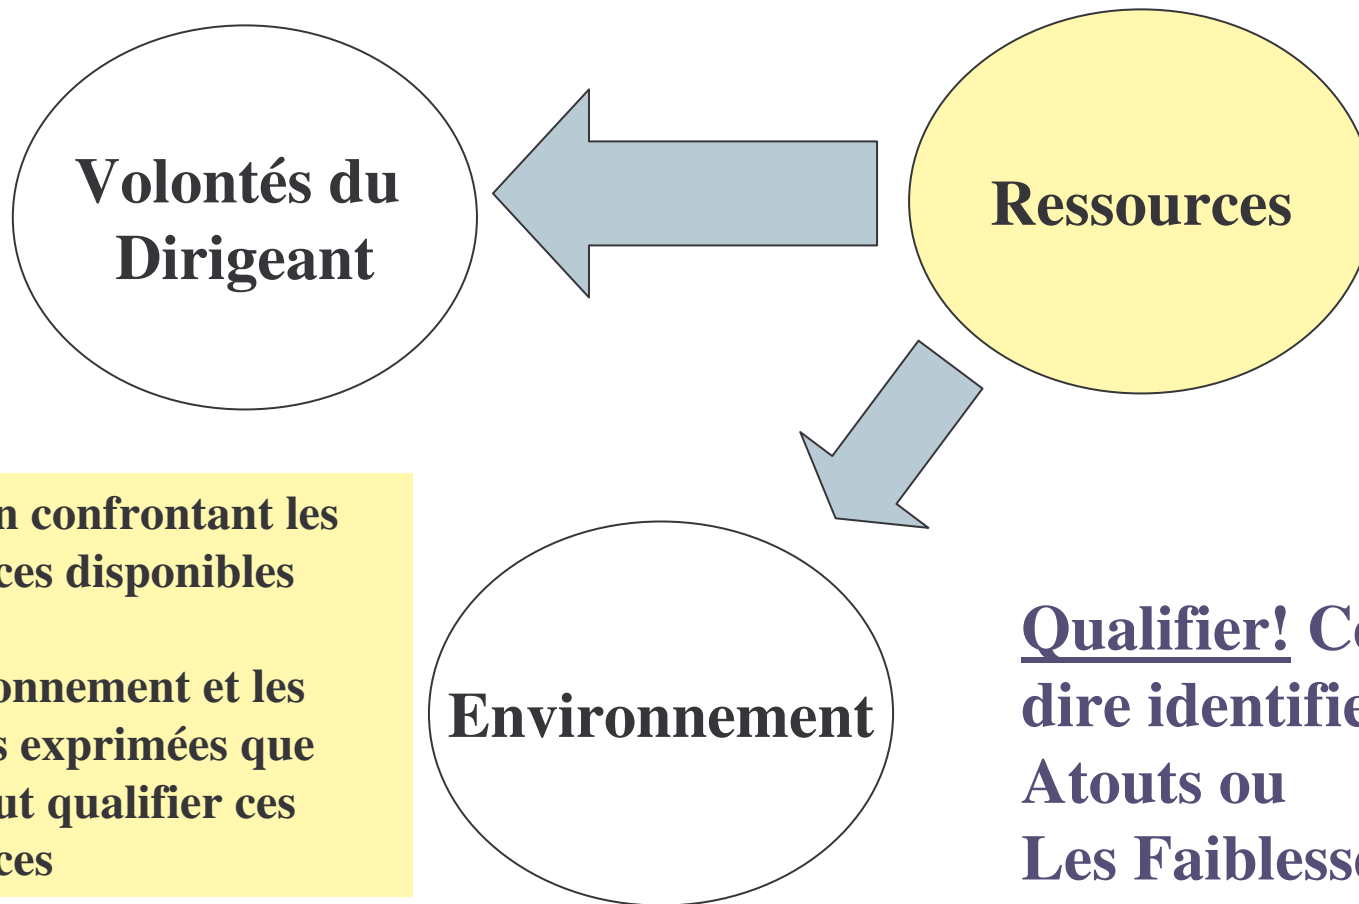 Volontés du
Dirigeant
Ressources
n confrontant les
ces disponibles
onnement et les
s exprimées que
ut qualifier ces
ces
Environnement
Qualifier! C
dire identifie
Atouts ou
Les Faibless